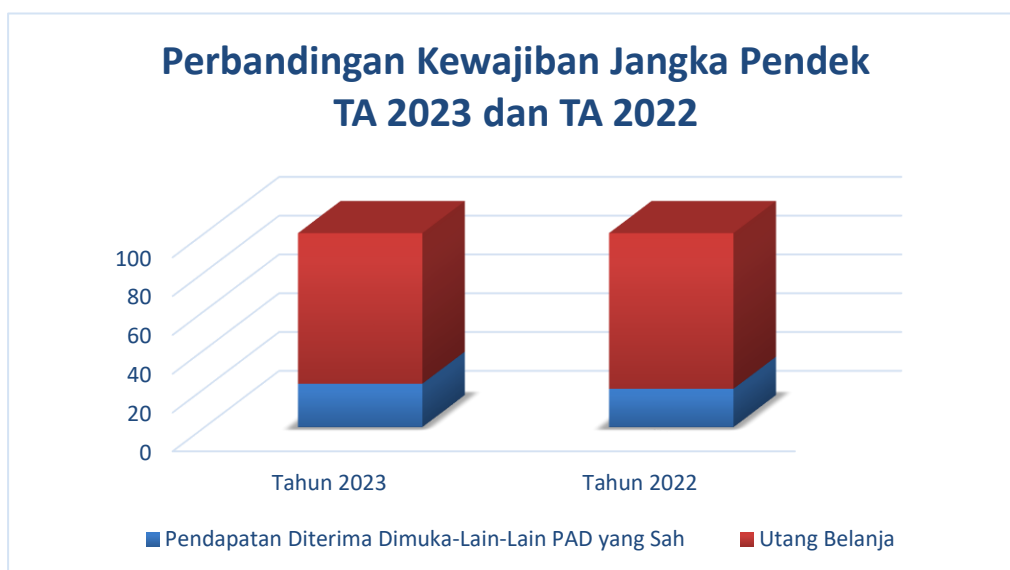 Perbandingan Kewajiban Jangka Pendek
TA 2023 dan TA 2022
100
80
60
40
20
0
Tahun 2023
Tahun 2022
Pendapatan Diterima Dimuka-Lain-Lain PAD yang Sah
Utang Belanja